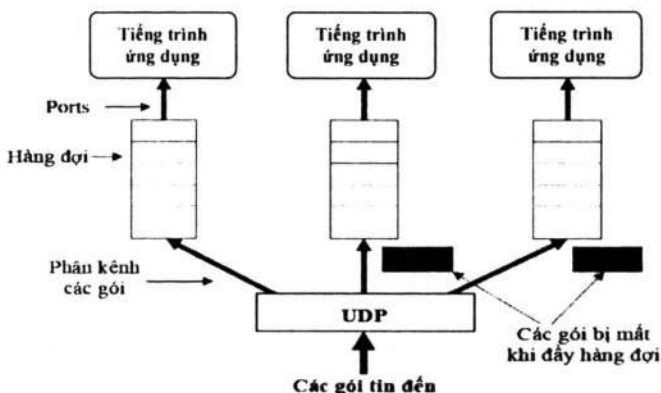 Tiếng trình
ứng dụng
Tiếng trình
ứng dụng
Tiếng trình
ứng dụng
Ports
Hàng đợi
Phân kênh
các gói
UDP
Các gói bị mất
khi đẩy hàng đợi
Các gói tin đến